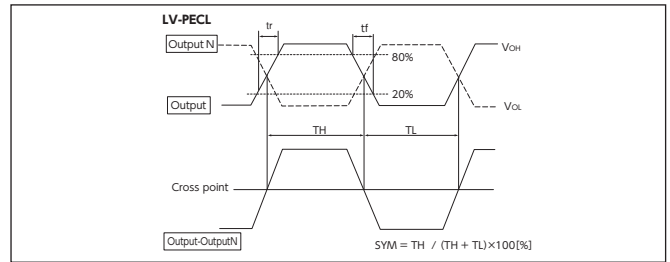 LV-PECL
tr
tf
Output N
VOH
80%
20%
Output
VOL
TH
TL
Cross point
Output-OutputN
SYM = TH / (TH + TL)×100[%]